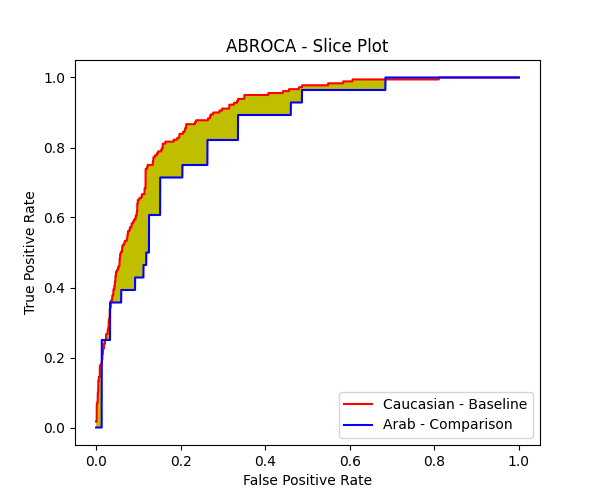 ABROCA - Slice Plot
True Positive Rate
1.0
0.8
0.6
0.4
0.2
0.0
Caucasian - Baseline
Arab - Comparison
0.0 0.2 0.4 0.6 0.8 1.0
False Positive Rate